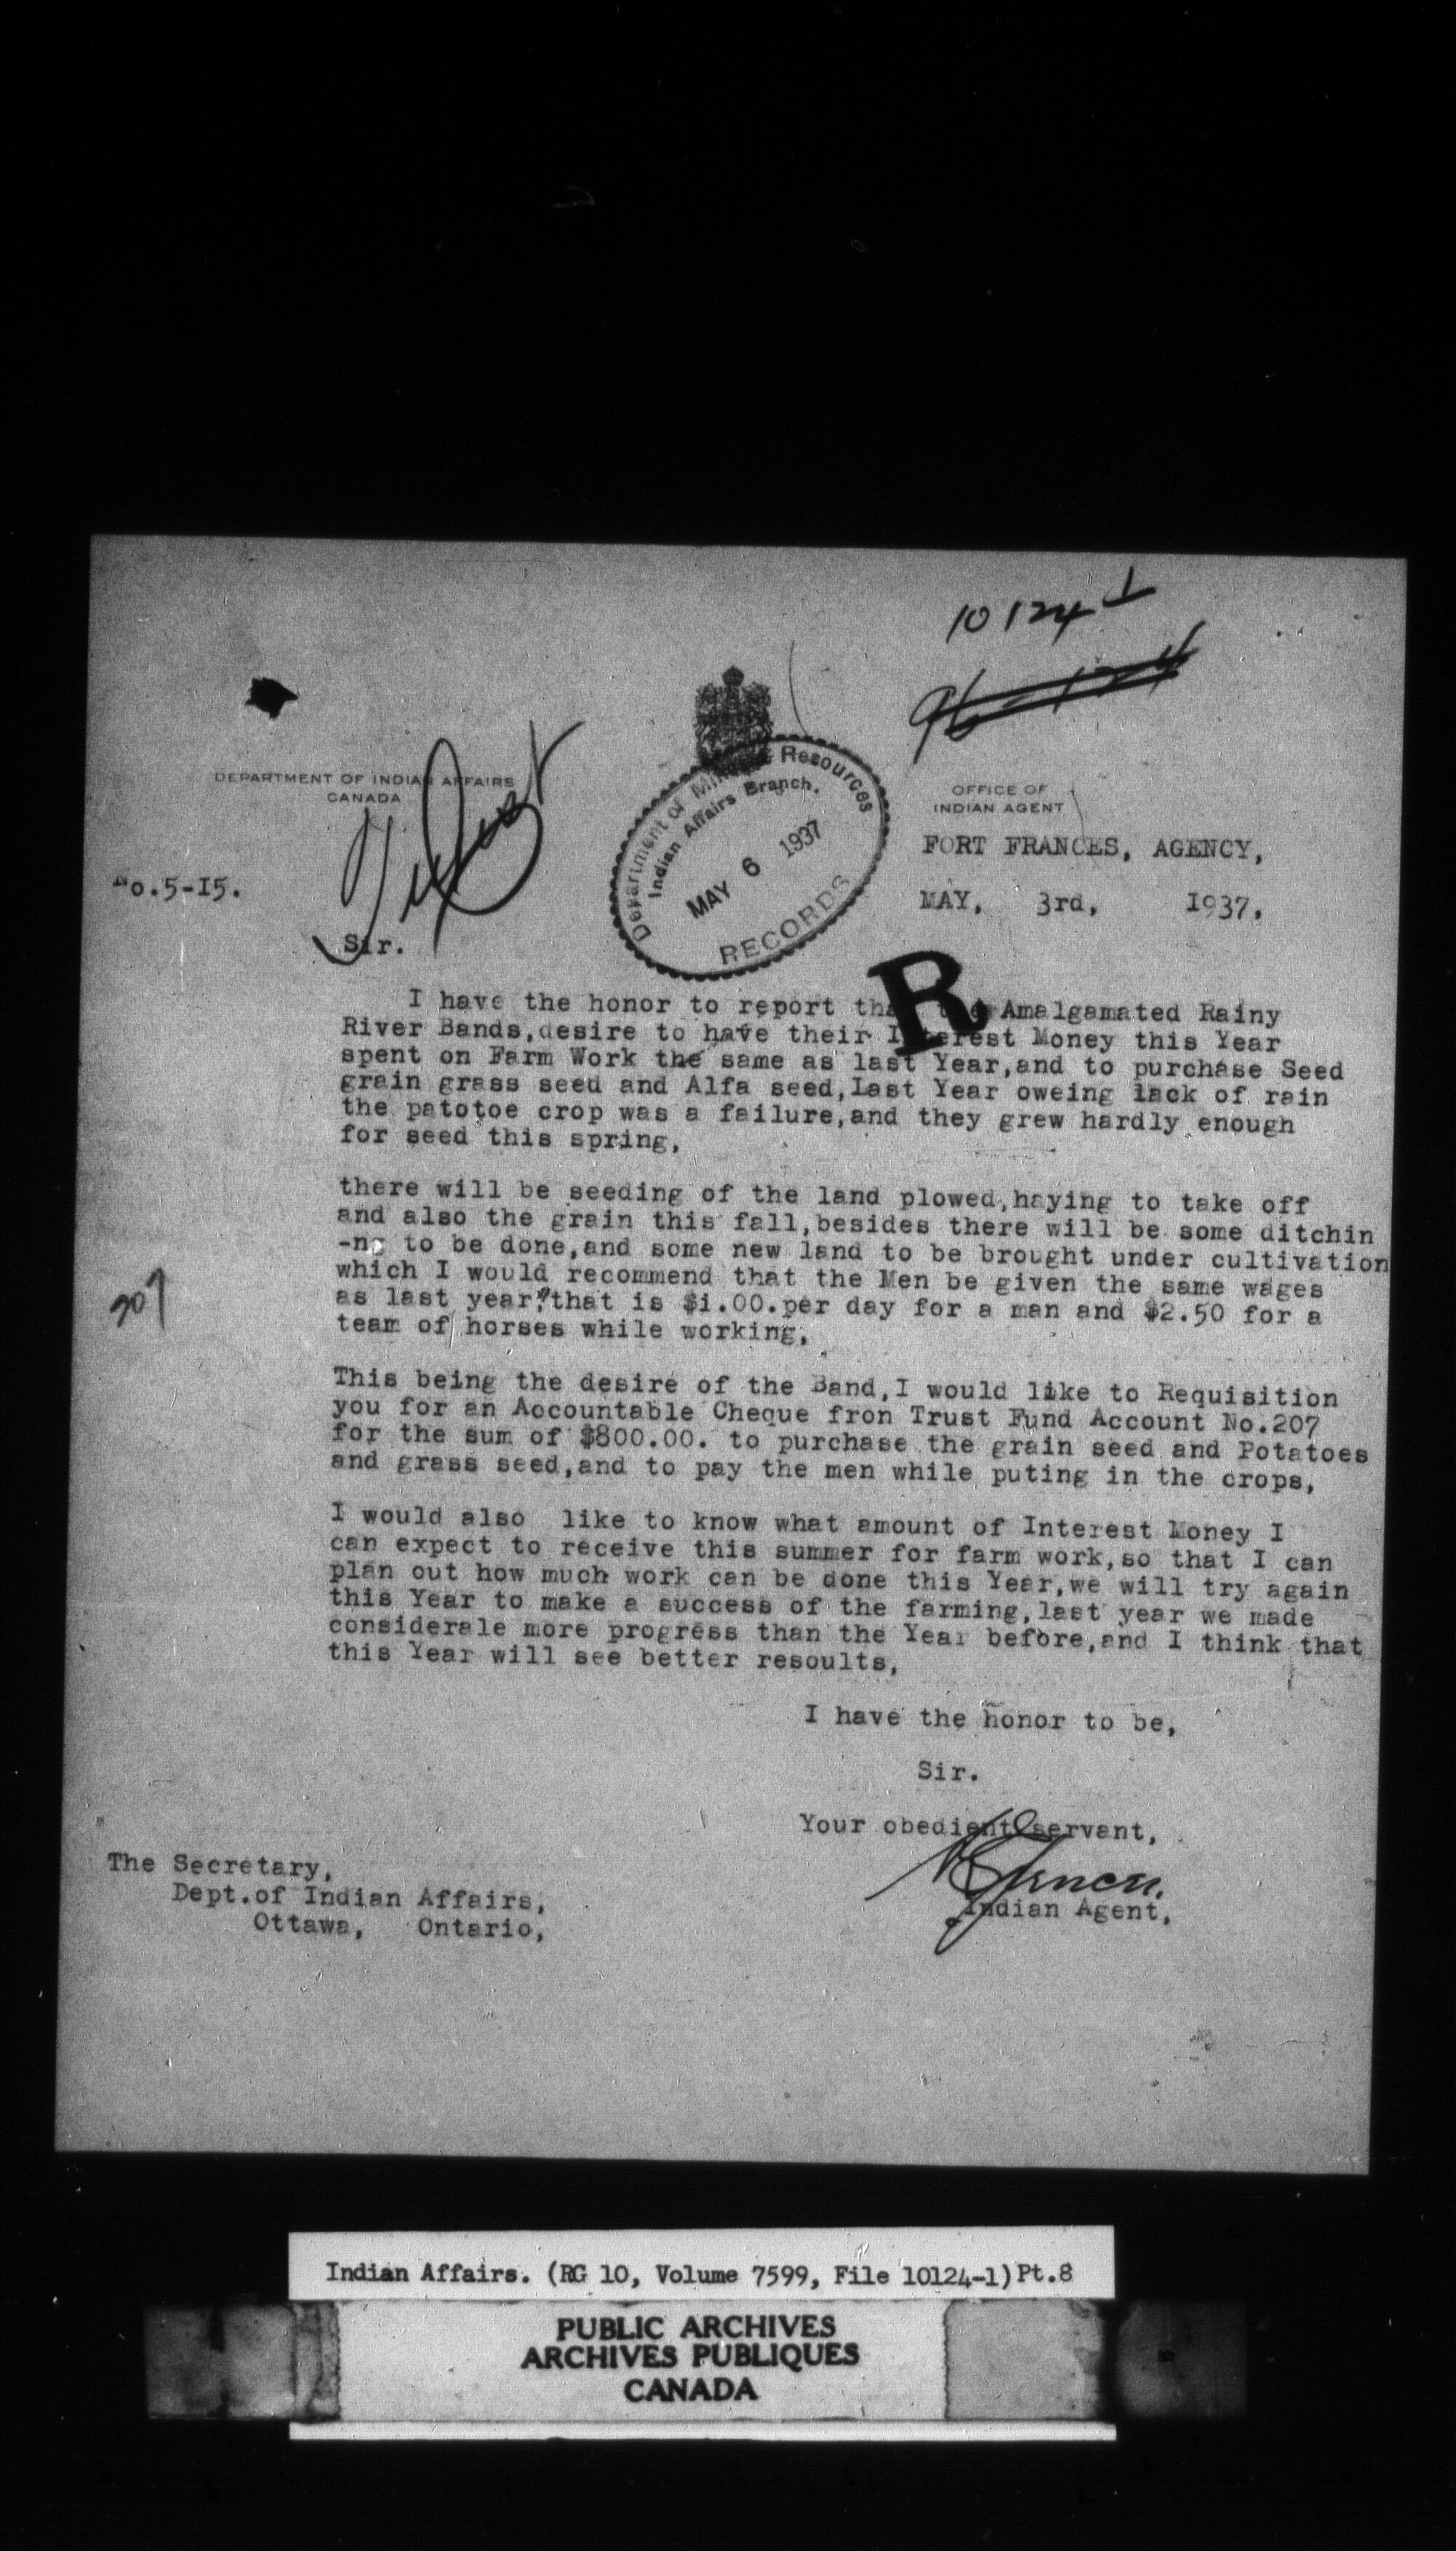 10124-1
DEPARTMENT OF INDIAN AFFAIRS
CANADA
Department of Mines & Resources
Indian Affairs Branch.
MAY 6 1937
RECORDS
OFFICE OF
INDIAN AGENT
FORT FRANCES, AGENCY,
No.5-I5.
MAY, 3rd, I937,
Sir.
R
I have the honor to report that the Amalgamated Rainy
River Bands,desire to have their Interest Money this Year
spent on Farm Work the same as last Year,and to purchase Seed
grain grass seed and Alfa seed,Last Year oweing lack of rain
the patotoe crop was a failure,and they grew hardly enough
for seed this spring,
there will be seeding of the land plowed,haying to take off
and also the grain this fall,besides there will be some ditchin
-ng to be done,and some new land to be brought under cultivation
which I would recommend that the Men be given the same wages
as last year,that is $i.00.per day for a man and $2.50 for a
team of horses while working,
207
This being the desire of the Band,I would like to Requisition
you for an Accountable Cheque fron Trust Fund Account No.207
for the sum of $800.00. to purchase the grain seed and Potatoes
and grass seed,and to pay the men while puting in the crops,
I would also like to know what amount of Interest Money I
can expect to receive this summer for farm work,so that I can
plan out how much work can be done this Year,we will try again
this Year to make a success of the farming,last year we made
considerale more progress than the Year before,and I think that
this Year will see better resoults,
I have the honor to be,
Sir.
Your obedient servant,
Indian Agent,
The Secretary,
Dept.of Indian Affairs,
Ottawa, Ontario,
Indian Affairs. (RG 10, Volume 7599, File 10124-1) Pt.8
PUBLIC ARCHIVES
ARCHIVES PUBLIQUES
CANADA